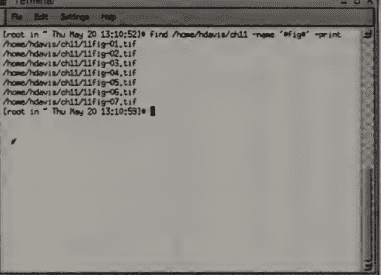 Terminal
File Edit Settings Help
[root in ~ Thu May 20 13:10:52]# find /home/hdavis/ch11 -name '*fig*' -print
/home/hdavis/ch11/11fig-01.tif
/home/hdavis/ch11/11fig-02.tif
/home/hdavis/ch11/11fig-03.tif
/home/hdavis/ch11/11fig-04.tif
/home/hdavis/ch11/11fig-05.tif
/home/hdavis/ch11/11fig-06.tif
/home/hdavis/ch11/11fig-07.tif
[root in ~ Thu May 20 13:10:53]#